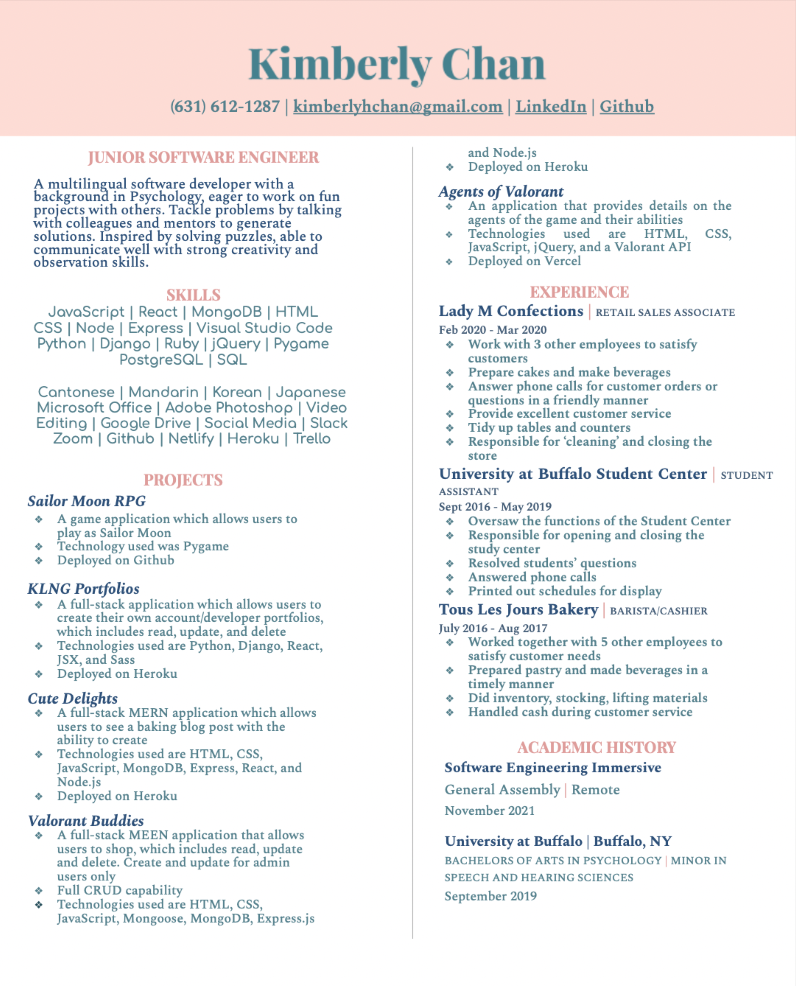 Kimberly Chan
(631) 612-1287 | kimberlyhchan@gmail.com | LinkedIn | Github
JUNIOR SOFTWARE ENGINEER
A multilingual software developer with a
background in Psychology, eager to work on fun
projects with others. Tackle problems by talking
with colleagues and mentors to generate
solutions. Inspired by solving puzzles, able to
communicate well with strong creativity and
observation skills.
SKILLS
JavaScript | React | MongoDB | HTML
CSS | Node | Express | Visual Studio Code
Python | Django | Ruby | jQuery | Pygame
PostgreSQL | SQL
Cantonese | Mandarin | Korean | Japanese
Microsoft Office | Adobe Photoshop | Video
Editing | Google Drive | Social Media | Slack
Zoom | Github | Netlify | Heroku | Trello
PROJECTS
Sailor Moon RPG
❖ A game application which allows users to
play as Sailor Moon
❖ Technology used was Pygame
❖ Deployed on Github
KLNG Portfolios
❖ A full-stack application which allows users to
create their own account/developer portfolios,
which includes read, update, and delete
❖ Technologies used are Python, Django, React,
JSX, and Sass
❖ Deployed on Heroku
Cute Delights
❖ A full-stack MERN application which allows
users to see a baking blog post with the
ability to create
❖ Technologies used are HTML, CSS,
JavaScript, MongoDB, Express, React, and
Node.js
❖ Deployed on Heroku
Valorant Buddies
❖ A full-stack MEEN application that allows
users to shop, which includes read, update
and delete. Create and update for admin
users only
❖ Full CRUD capability
❖ Technologies used are HTML, CSS,
JavaScript, Mongoose, MongoDB, Express.js
and Node.js
❖ Deployed on Heroku
Agents of Valorant
❖ An application that provides details on the
agents of the game and their abilities
❖ Technologies used are HTML, CSS,
JavaScript, jQuery, and a Valorant API
❖ Deployed on Vercel
EXPERIENCE
Lady M Confections | RETAIL SALES ASSOCIATE
Feb 2020 - Mar 2020
❖ Work with 3 other employees to satisfy
customers
❖ Prepare cakes and make beverages
❖ Answer phone calls for customer orders or
questions in a friendly manner
❖ Provide excellent customer service
❖ Tidy up tables and counters
❖ Responsible for ‘cleaning’ and closing the
store
University at Buffalo Student Center | STUDENT
ASSISTANT
Sept 2016 - May 2019
❖ Oversaw the functions of the Student Center
❖ Responsible for opening and closing the
study center
❖ Resolved students’ questions
❖ Answered phone calls
❖ Printed out schedules for display
Tous Les Jours Bakery | BARISTA/CASHIER
July 2016 - Aug 2017
❖ Worked together with 5 other employees to
satisfy customer needs
❖ Prepared pastry and made beverages in a
timely manner
❖ Did inventory, stocking, lifting materials
❖ Handled cash during customer service
ACADEMIC HISTORY
Software Engineering Immersive
General Assembly | Remote
November 2021
University at Buffalo | Buffalo, NY
BACHELORS OF ARTS IN PSYCHOLOGY | MINOR IN
SPEECH AND HEARING SCIENCES
September 2019